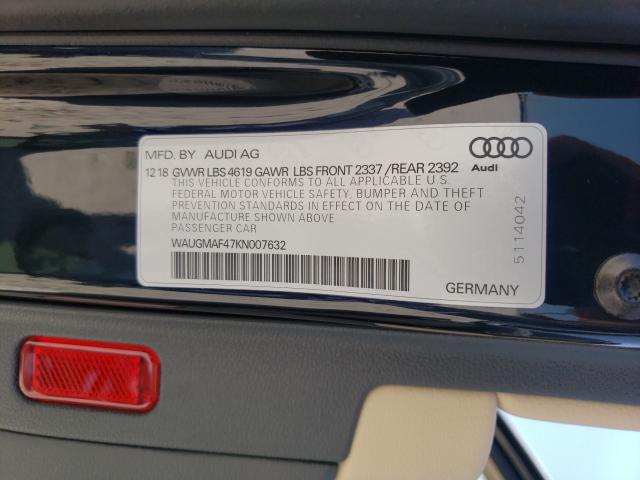 MFD. BY AUDI AG
12 18 GVWR LBS 4619 GAWR LBS FRONT 2337 /REAR 2392
Audi
THIS VEHICLE CONFORMS TO ALL APPLICABLE U.S.
FEDERAL MOTOR VEHICLE SAFETY, BUMPER AND THEFT
PREVENTION STANDARDS IN EFFECT ON THE DATE OF
MANUFACTURE SHOWN ABOVE
PASSENGER CAR
WAUGMAF47KN007632
GERMANY
5114042